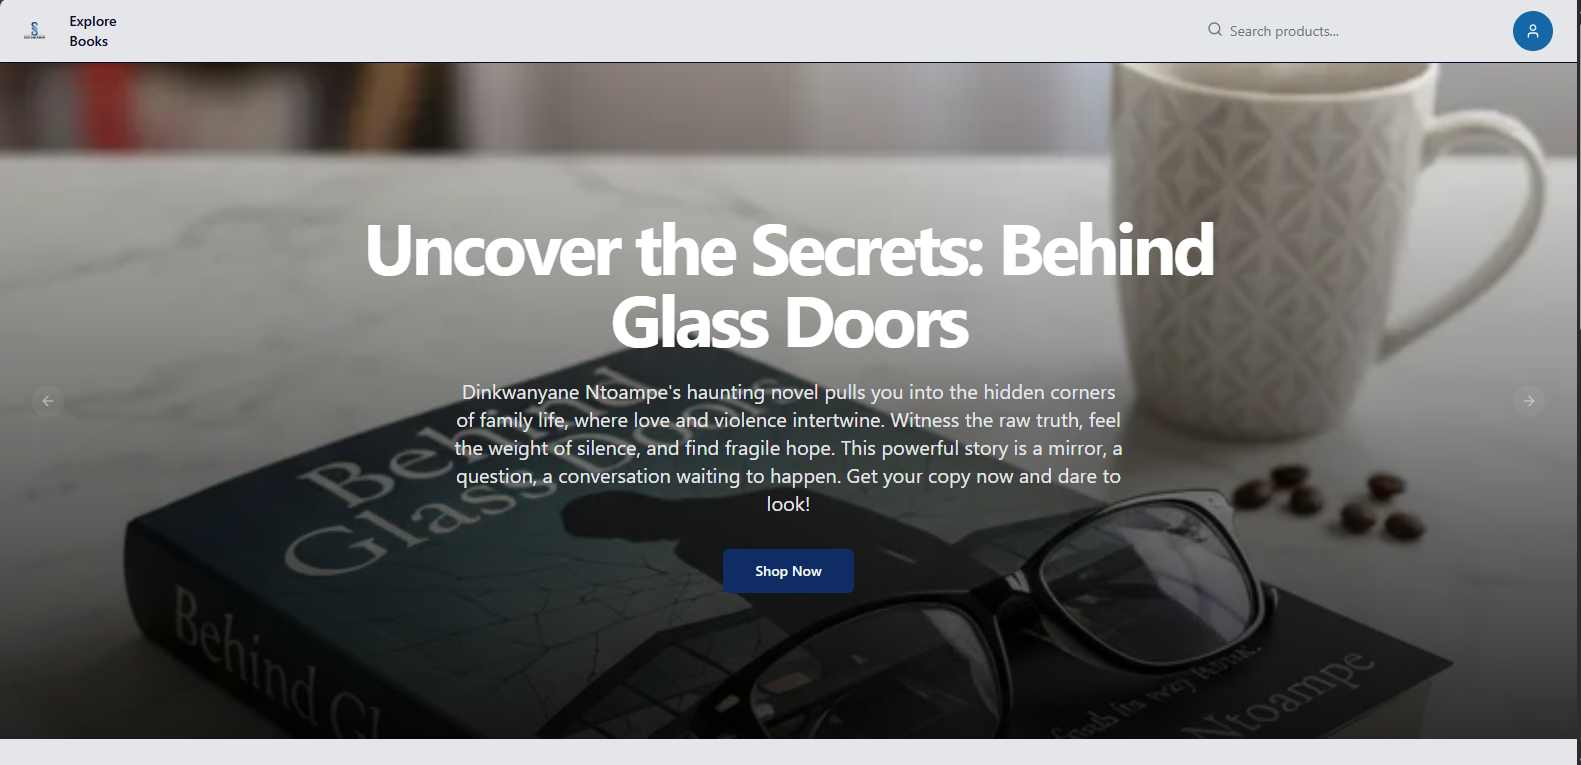 Explore
Books
Search products...
Uncover the Secrets: Behind
Glass Doors
Dinkwanyane Ntoampe's haunting novel pulls you into the hidden corners
of family life, where love and violence intertwine. Witness the raw truth, feel
the weight of silence, and find fragile hope. This powerful story is a mirror, a
question, a conversation waiting to happen. Get your copy now and dare to
look!
Shop Now
Behind
Glass Doors
Behind Gl
Ntoampe